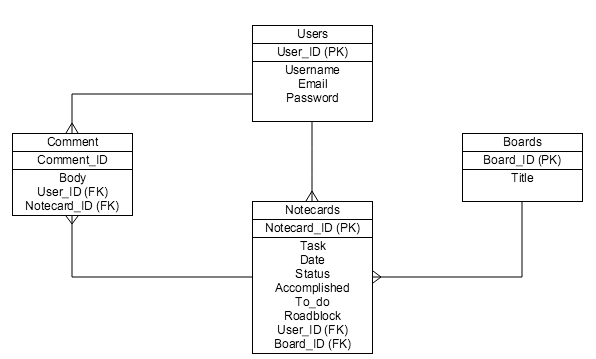 Users
User_ID (PK)
Username
Email
Password
Comment
Comment_ID
Body
User_ID (FK)
Notecard_ID (FK)
Boards
Board_ID (PK)
Title
Notecards
Notecard_ID (PK)
Task
Date
Status
Accomplished
To_do
Roadblock
User_ID (FK)
Board_ID (FK)